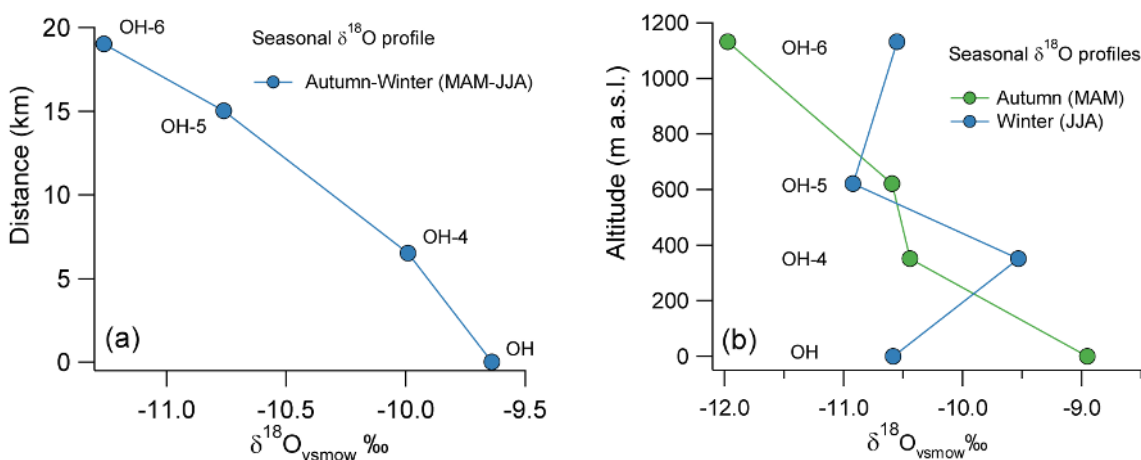 20
15
10
5
0
Distance (km)
OH-6
OH-5
OH-4
OH
Seasonal δ¹⁸O profile
Autumn-Winter (MAM-JJA)
(a)
-11.0
-10.5
-10.0
-9.5
δ¹⁸Oᵥₛₘₒw ‰
1200
1000
800
600
400
200
0
Altitude (m a.s.l.)
OH-6
OH-5
OH-4
OH
Seasonal δ¹⁸O profiles
Autumn (MAM)
Winter (JJA)
(b)
-12.0
-11.0
-10.0
-9.0
δ¹⁸Oᵥₛₘₒw‰